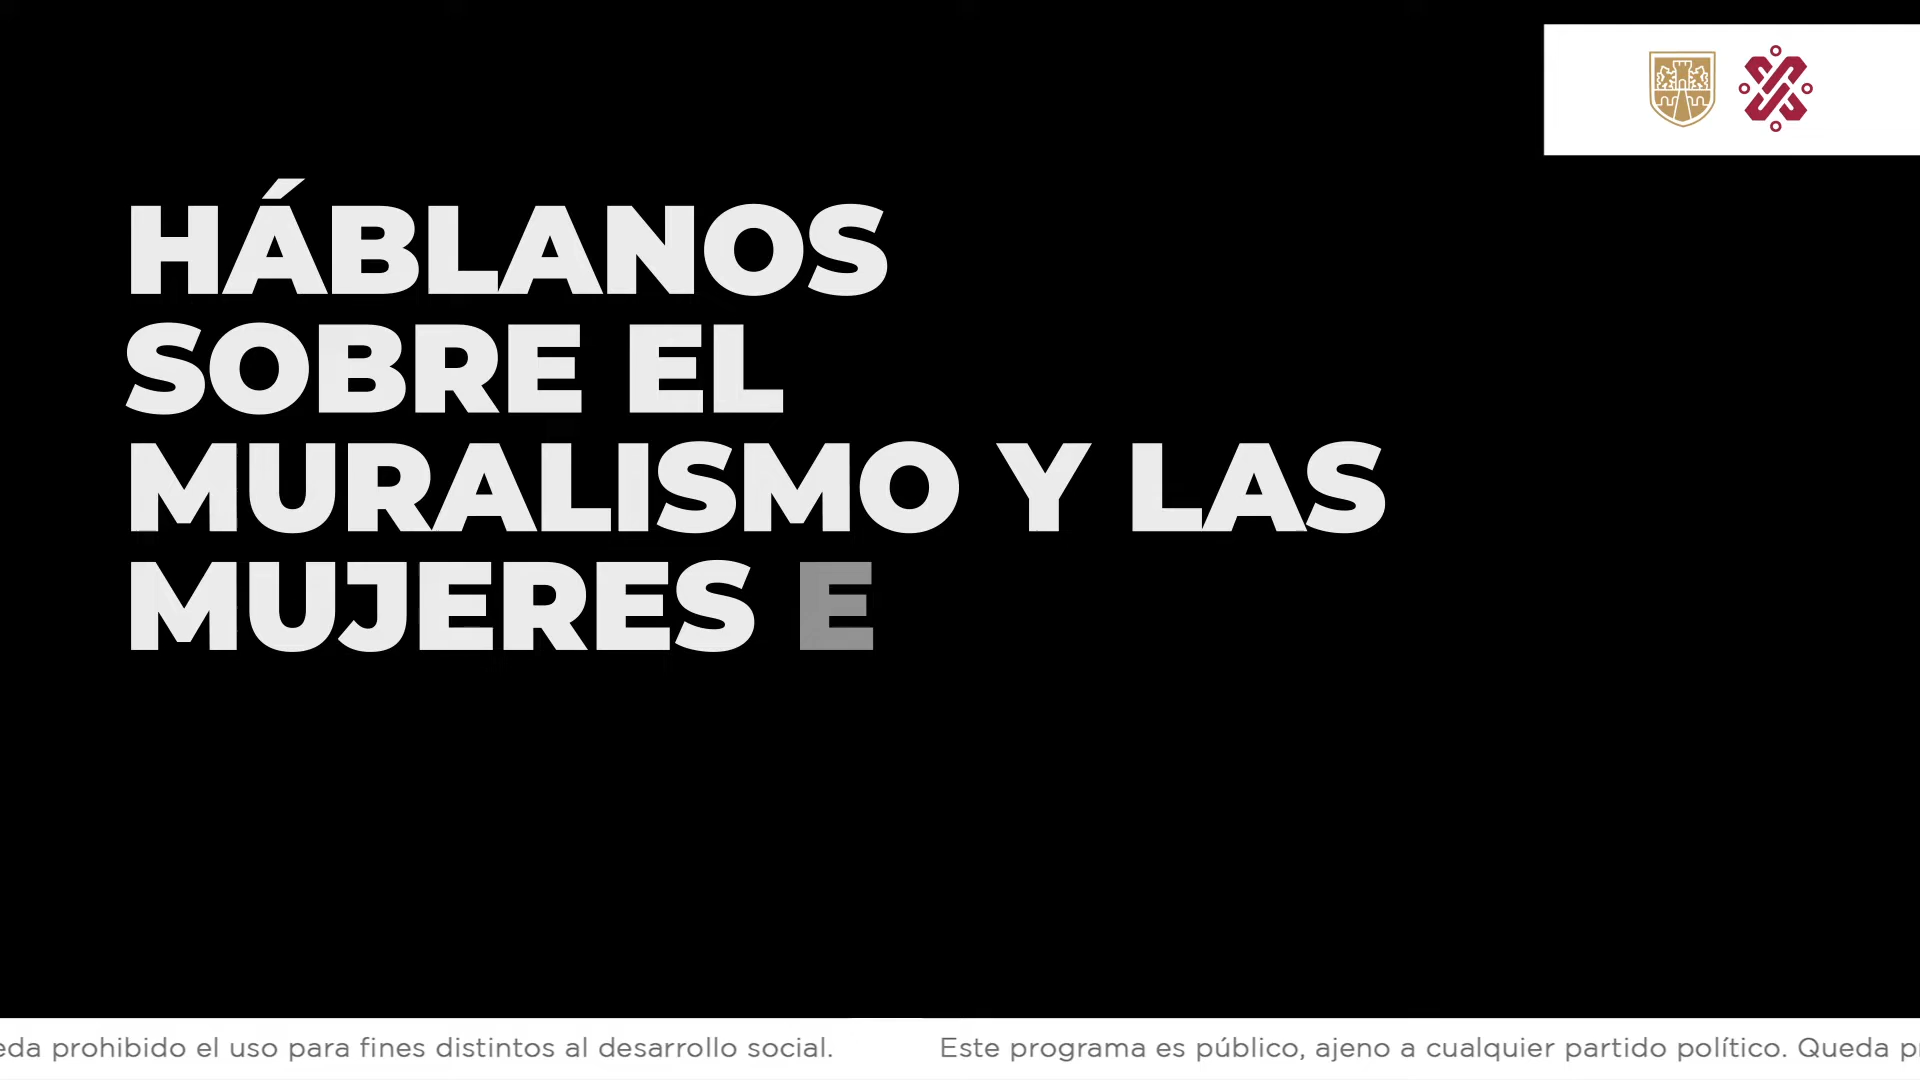 HÁBLANOS
SOBRE EL
MURALISMO Y LAS
MUJERES E
eda prohibido el uso para fines distintos al desarrollo social. Este programa es público, ajeno a cualquier partido político. Queda p